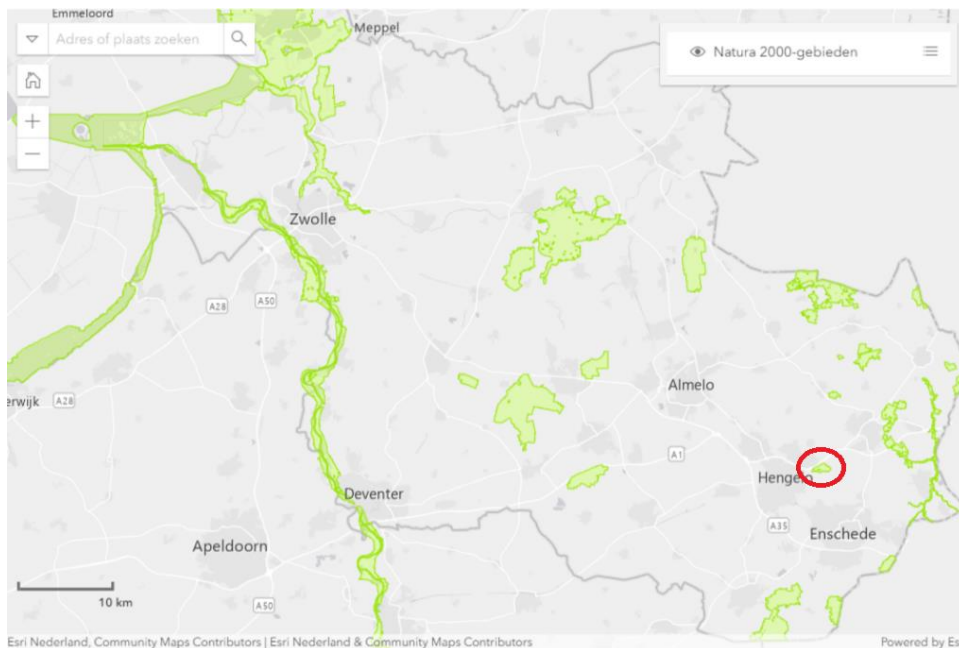 Emmeloord
Meppel
Adres of plaats zoeken
Natura 2000-gebieden
Zwolle
A28
A50
erwijk
A28
Almelo
A1
Hengelo
Deventer
A35
Enschede
Apeldoorn
A50
10 km
Esri Nederland, Community Maps Contributors | Esri Nederland & Community Maps Contributors
Powered by Es